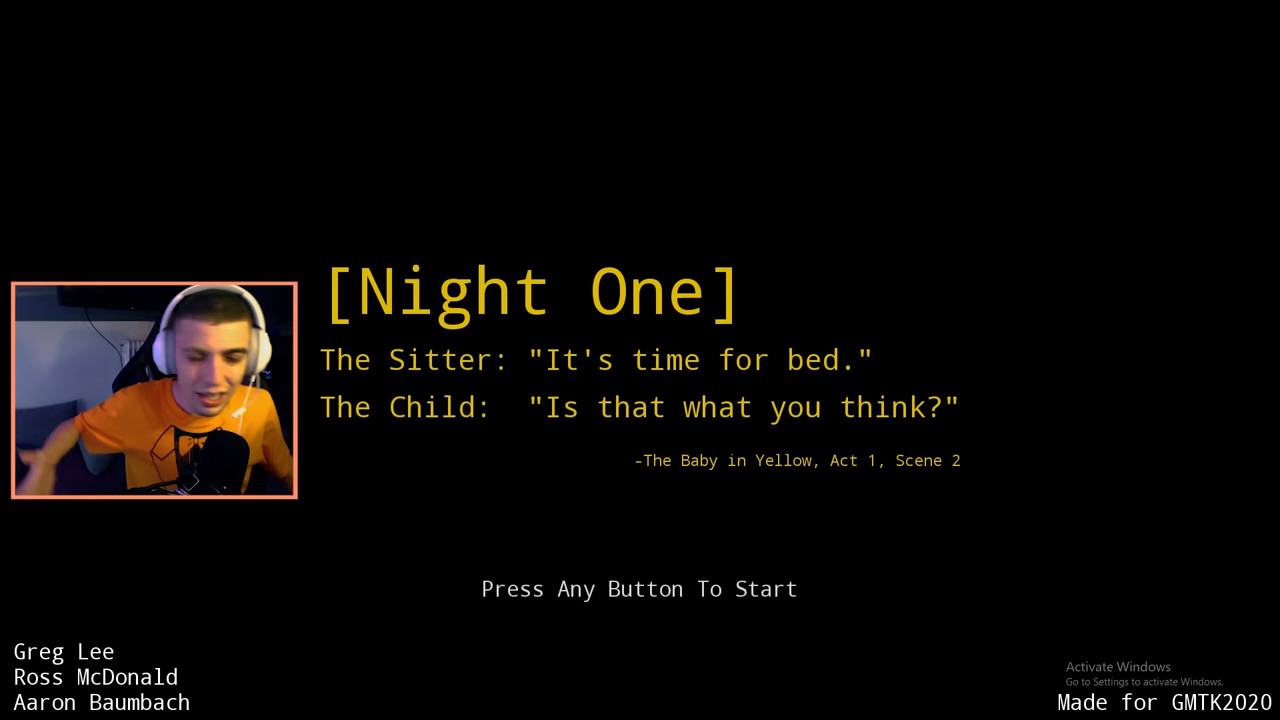 [Night One]
The Sitter: "It's time for bed."
The Child: "Is that what you think?"
-The Baby in Yellow, Act 1, Scene 2
Press Any Button To Start
Greg Lee
Ross McDonald
Aaron Baumbach
Activate Windows
Go to Settings to activate Windows.
Made for GMTK2020